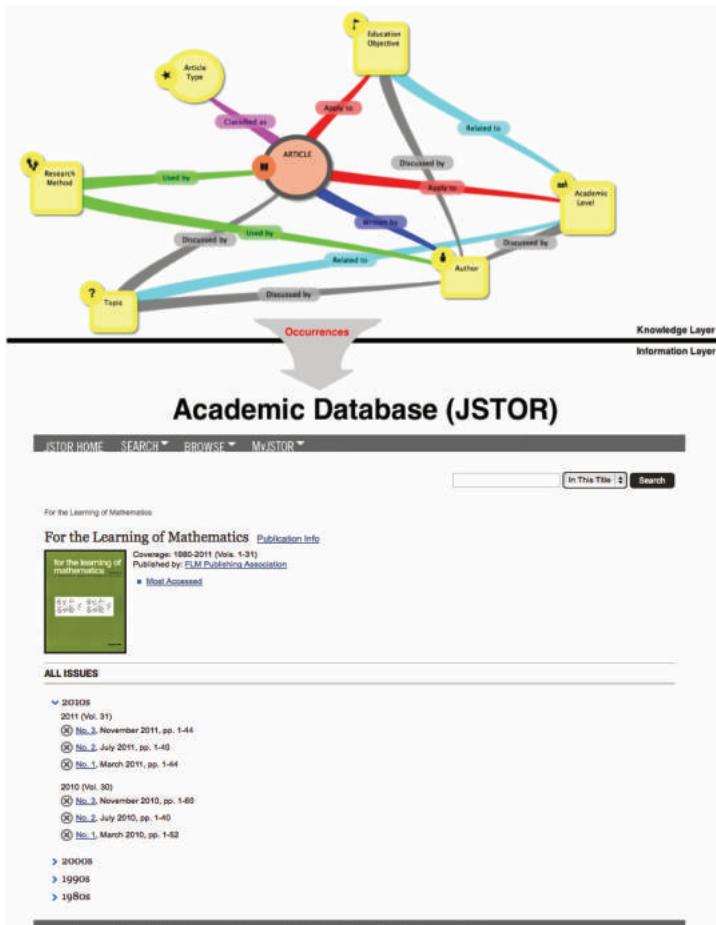 Education
Objective
Article
Type
Classified as
Apply to
Related to
ARTICLE
Discussed by
Research
Method
Used by
Apply to
Academic
Level
Written by
Discussed by
Used by
Discussed by
Related to
Author
?
Topic
Discussed by
Occurrences
Knowledge Layer
Information Layer
Academic Database (JSTOR)
JSTOR HOME SEARCH BROWSE MyJSTOR
In This Title Search
For the Learning of Mathematics
For the Learning of Mathematics Publication Info
for the learning of
mathematics
Coverage: 1980-2011 (Vols. 1-31)
Published by: FLM Publishing Association
Most Accessed
ALL ISSUES
2010s
2011 (Vol. 31)
No. 3, November 2011, pp. 1-44
No. 2, July 2011, pp. 1-40
No. 1, March 2011, pp. 1-44
2010 (Vol. 30)
No. 3, November 2010, pp. 1-60
No. 2, July 2010, pp. 1-40
No. 1, March 2010, pp. 1-52
2000s
1990s
1980s